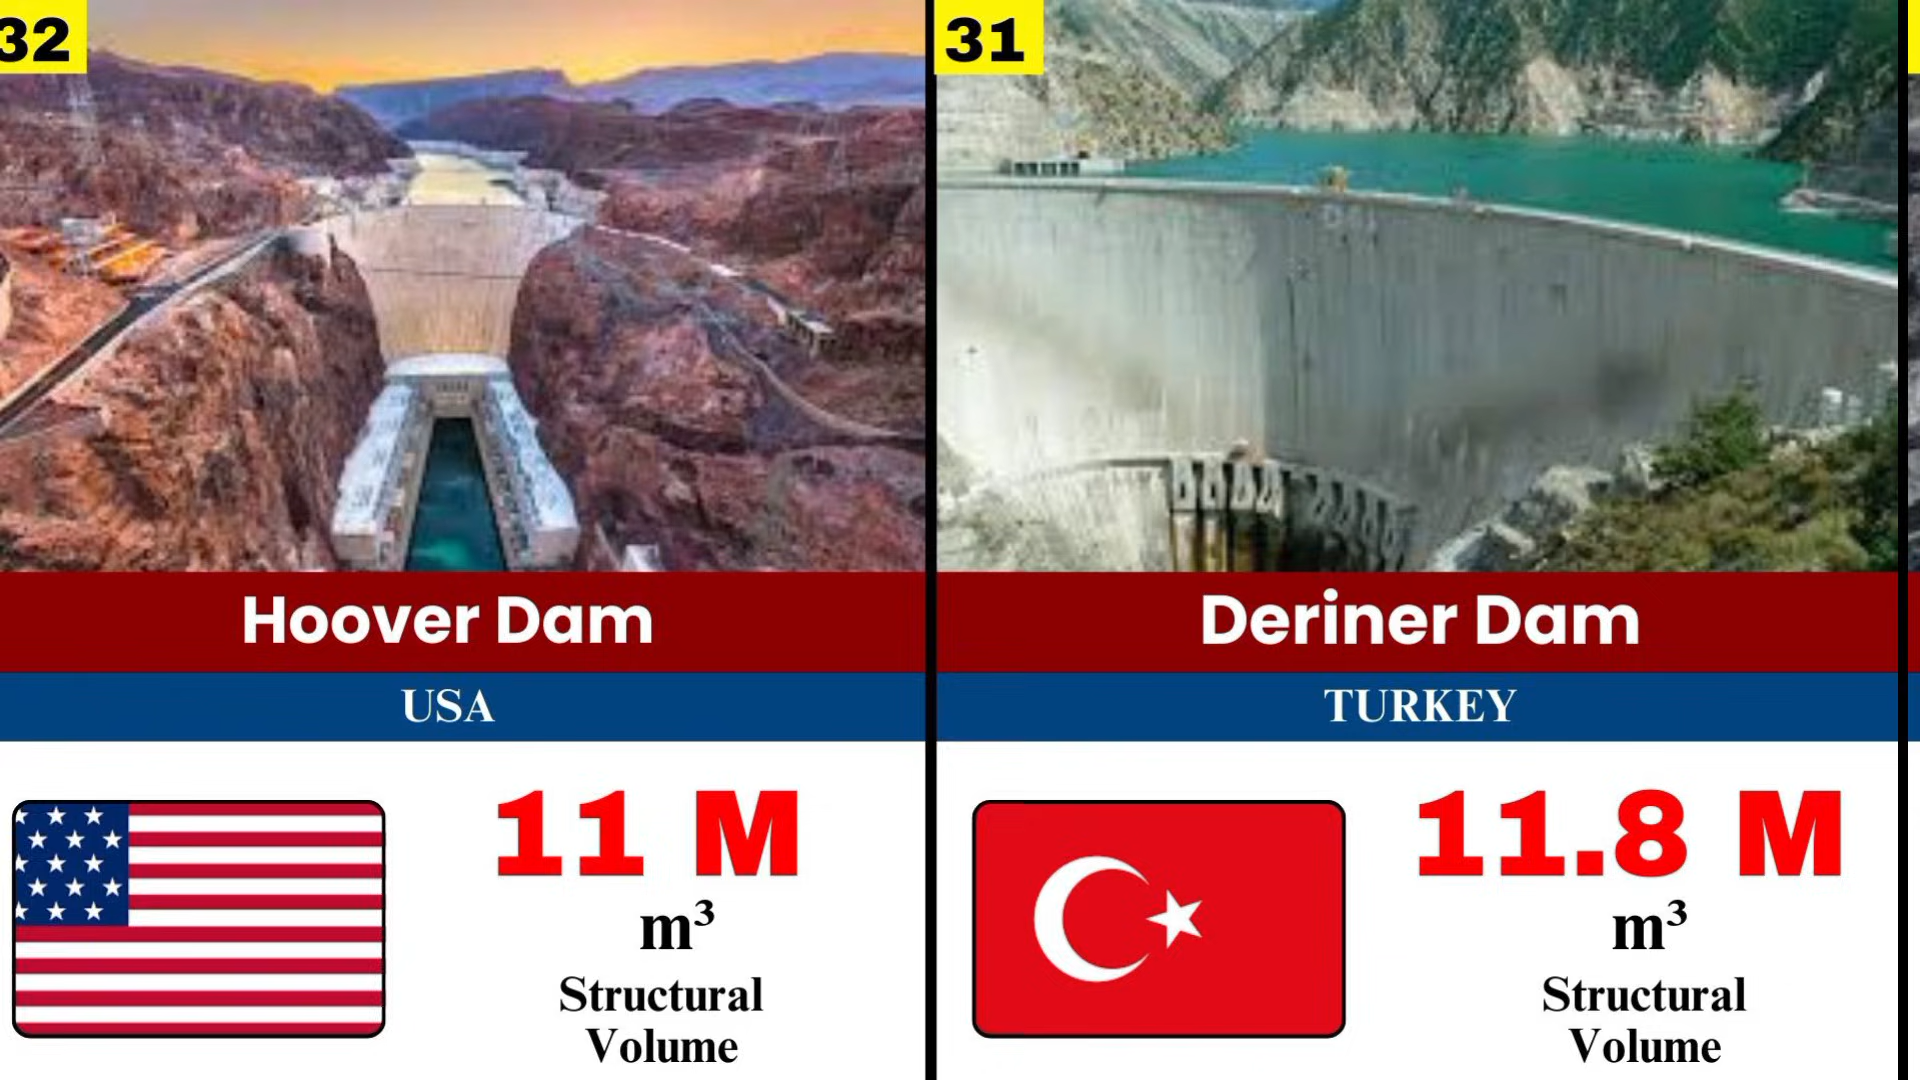 32
Hoover Dam
USA
11 M
m³
Structural
Volume
31
Deriner Dam
TURKEY
11.8 M
m³
Structural
Volume